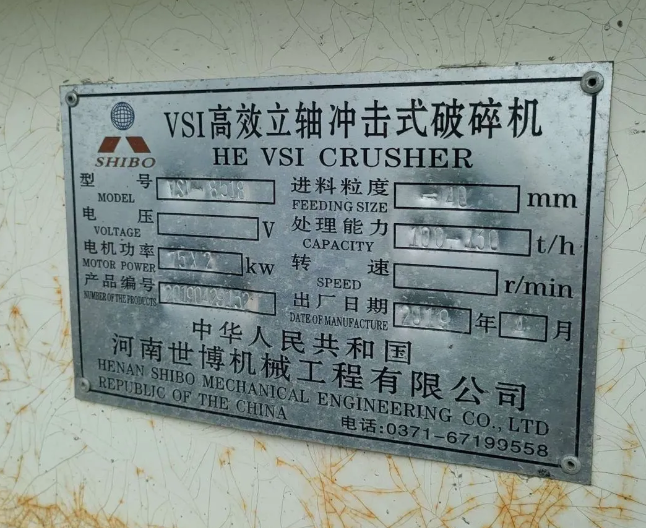 SHIBO
VSI高效立轴冲击式破碎机
HE VSI CRUSHER
型号
MODEL
进料粒度 -40 mm
FEEDING SIZE
电压 V
VOLTAGE
处理能力 100-150 t/h
CAPACITY
电机功率 75X2 kw
MOTOR POWER
转速 r/min
SPEED
产品编号
NUMBER OF THE PRODUCTS
出厂日期 2019 年 月
DATE OF MANUFACTURE
中华人民共和国
河南世博机械工程有限公司
HENAN SHIBO MECHANICAL ENGINEERING CO., LTD
REPUBLIC OF THE CHINA
电话:0371-67199558